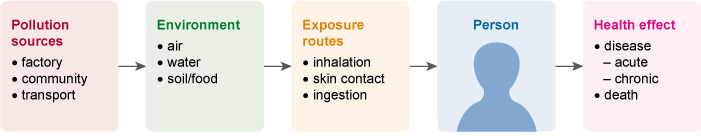 Pollution
sources
• factory
• community
• transport
Environment
• air
• water
• soil/food
Exposure
routes
• inhalation
• skin contact
• ingestion
Person
Health effect
• disease
– acute
– chronic
• death